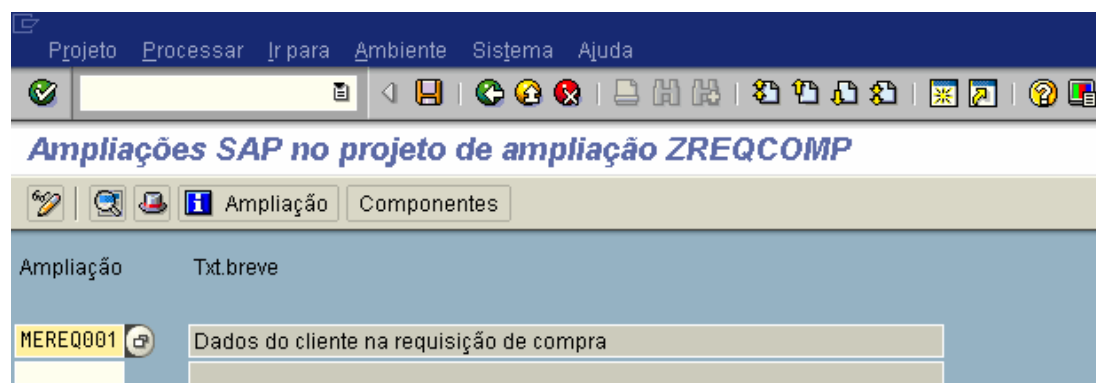 Projeto Processar Ir para Ambiente Sistema Ajuda
Ampliações SAP no projeto de ampliação ZREQCOMP
Ampliação Componentes
Ampliação Txt.breve
MEREQ001 Dados do cliente na requisição de compra